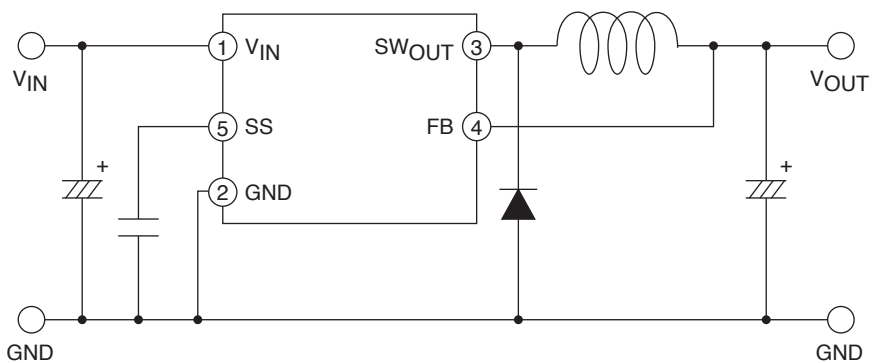 1 VIN SWOUT 3
VIN VOUT
5 SS FB 4
+ +
2 GND
GND GND